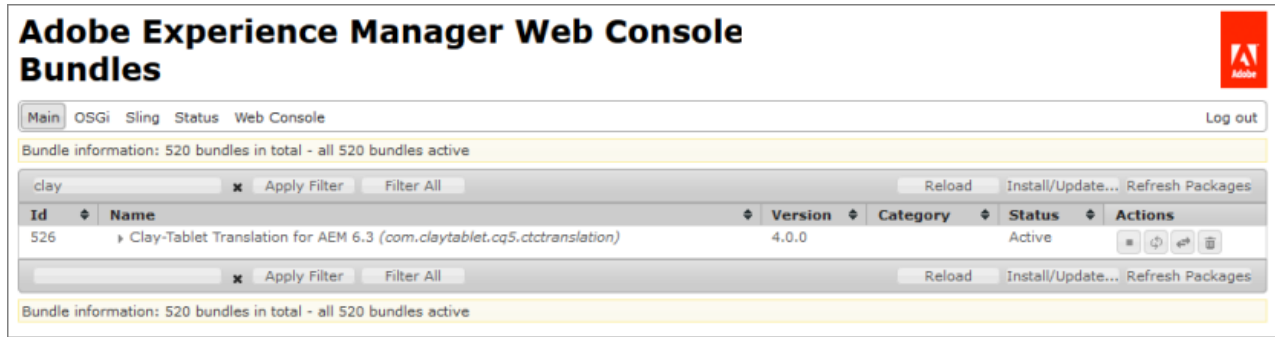 Adobe Experience Manager Web Console
Bundles
Adobe
Main OSGi Sling Status Web Console Log out
Bundle information: 520 bundles in total - all 520 bundles active
clay Apply Filter Filter All Reload Install/Update... Refresh Packages
Id Name Version Category Status Actions
526 Clay-Tablet Translation for AEM 6.3 (com.claytablet.cq5.ctctranslation) 4.0.0 Active
Apply Filter Filter All Reload Install/Update... Refresh Packages
Bundle information: 520 bundles in total - all 520 bundles active